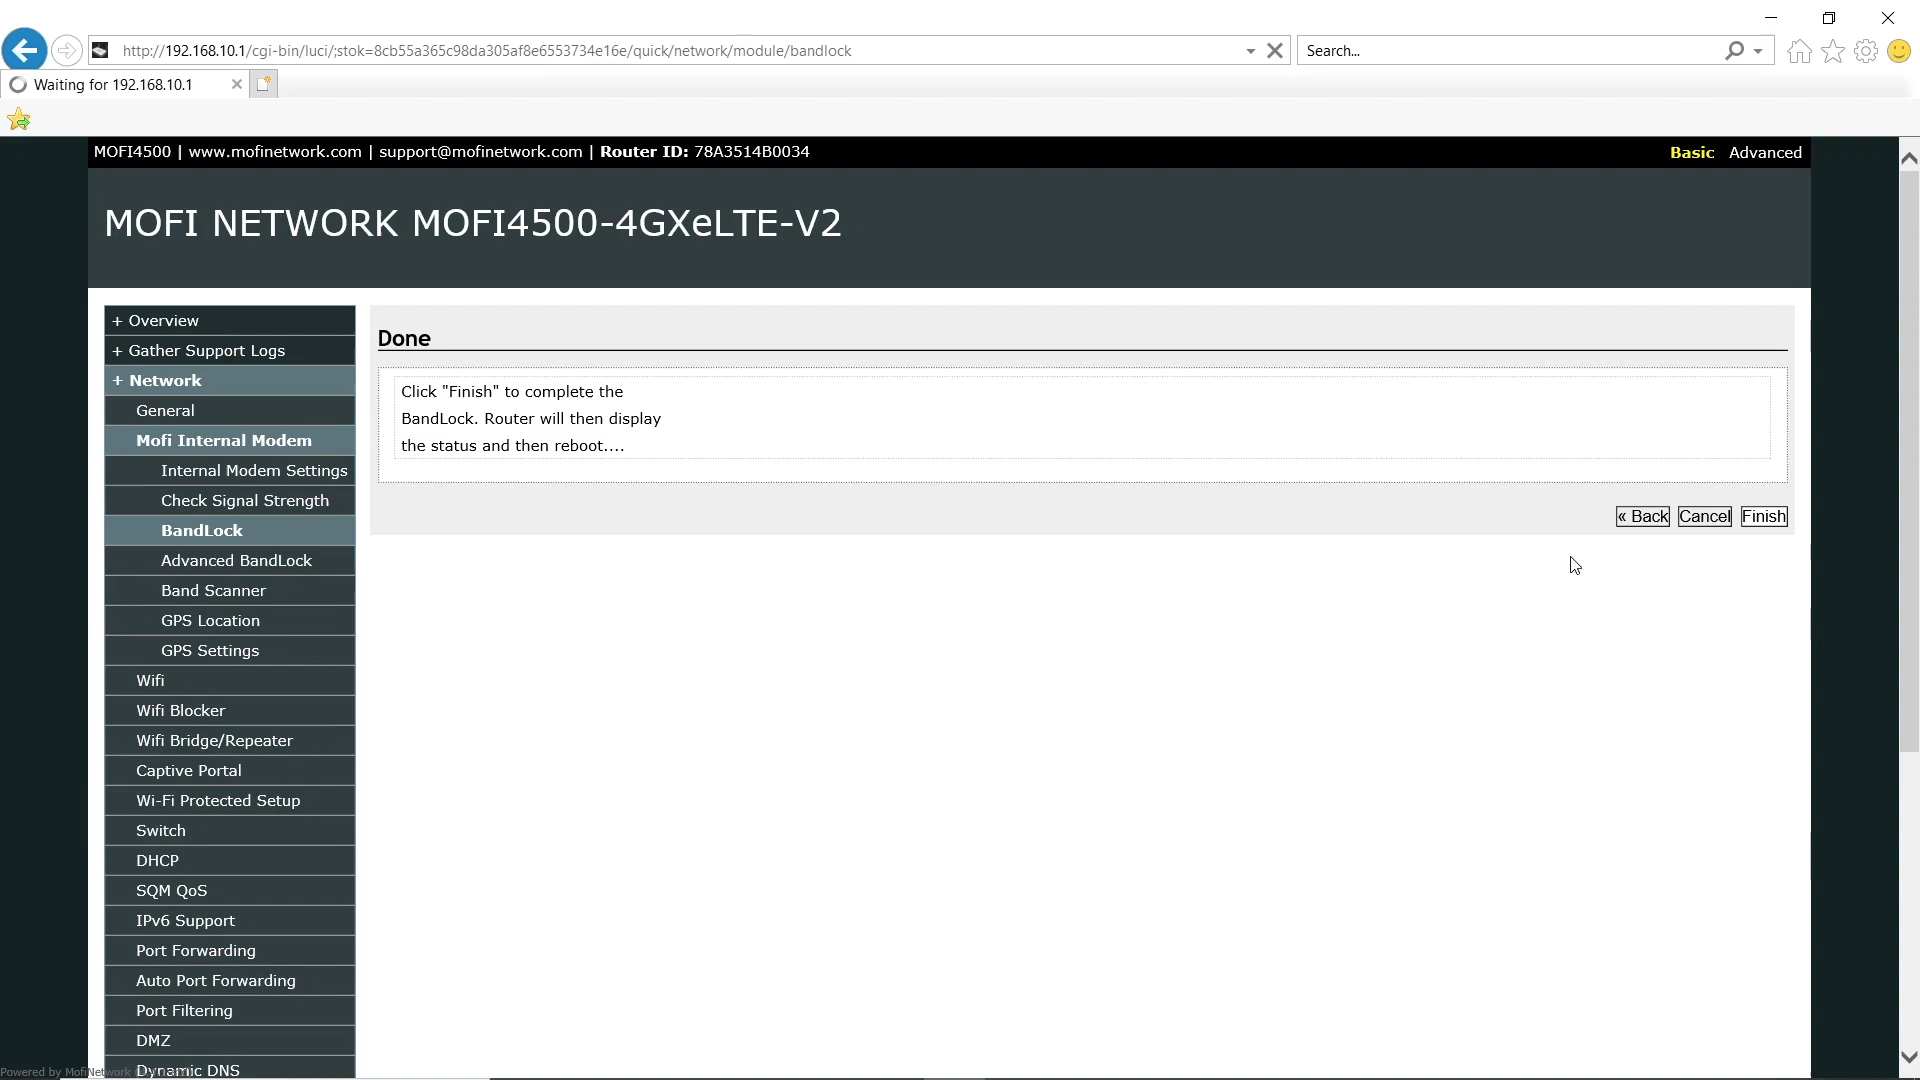 http://192.168.10.1/cgi-bin/luci/;stok=8cb55a365c98da305af8e6553734e16e/quick/network/module/bandlock
Search...
Waiting for 192.168.10.1
MOFI4500 | www.mofinetwork.com | support@mofinetwork.com | Router ID: 78A3514B0034
Basic Advanced
MOFI NETWORK MOFI4500-4GXeLTE-V2
+ Overview
+ Gather Support Logs
+ Network
General
Mofi Internal Modem
Internal Modem Settings
Check Signal Strength
BandLock
Advanced BandLock
Band Scanner
GPS Location
GPS Settings
Wifi
Wifi Blocker
Wifi Bridge/Repeater
Captive Portal
Wi-Fi Protected Setup
Switch
DHCP
SQM QoS
IPv6 Support
Port Forwarding
Auto Port Forwarding
Port Filtering
DMZ
Dynamic DNS
Done
Click "Finish" to complete the
BandLock. Router will then display
the status and then reboot....
« Back Cancel Finish
Powered by MofiNetwork